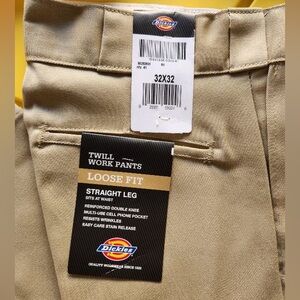 Dickies
32X32
TWILL
WORK PANTS
LOOSE FIT
STRAIGHT LEG
SITS AT WAIST
REINFORCED DOUBLE KNEE
MULTI-USE CELL PHONE POCKET
RESISTS WRINKLES
EASY CARE STAIN RELEASE
Dickies
QUALITY WORKWEAR SINCE 1922